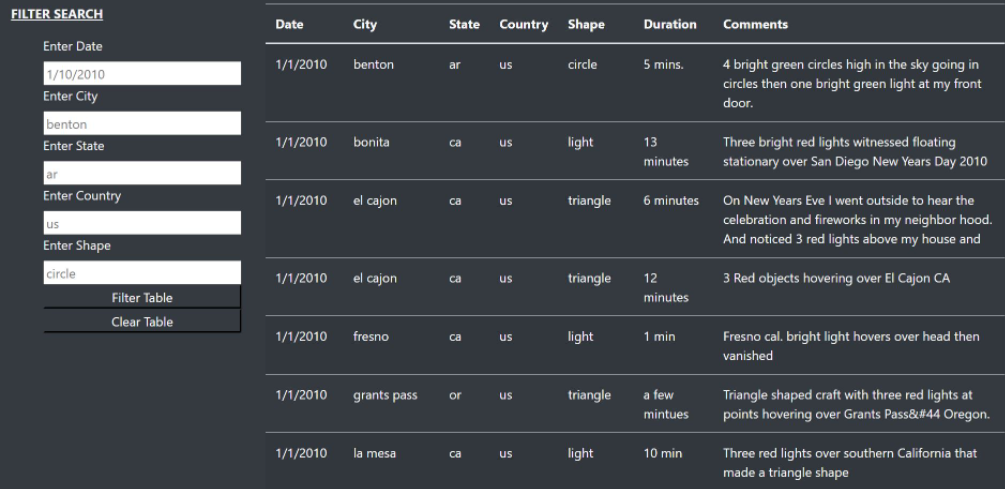 FILTER SEARCH
Enter Date
1/10/2010
Enter City
benton
Enter State
ar
Enter Country
us
Enter Shape
circle
Filter Table
Clear Table
Date City State Country Shape Duration Comments
1/1/2010 benton ar us circle 5 mins. 4 bright green circles high in the sky going in
circles then one bright green light at my front
door.
1/1/2010 bonita ca us light 13 Three bright red lights witnessed floating
minutes stationary over San Diego New Years Day 2010
1/1/2010 el cajon ca us triangle 6 minutes On New Years Eve I went outside to hear the
celebration and fireworks in my neighbor hood.
And noticed 3 red lights above my house and
1/1/2010 el cajon ca us triangle 12 3 Red objects hovering over El Cajon CA
minutes
1/1/2010 fresno ca us light 1 min Fresno cal. bright light hovers over head then
vanished
1/1/2010 grants pass or us triangle a few Triangle shaped craft with three red lights at
mintues points hovering over Grants Pass&#44 Oregon.
1/1/2010 la mesa ca us light 10 min Three red lights over southern California that
made a triangle shape